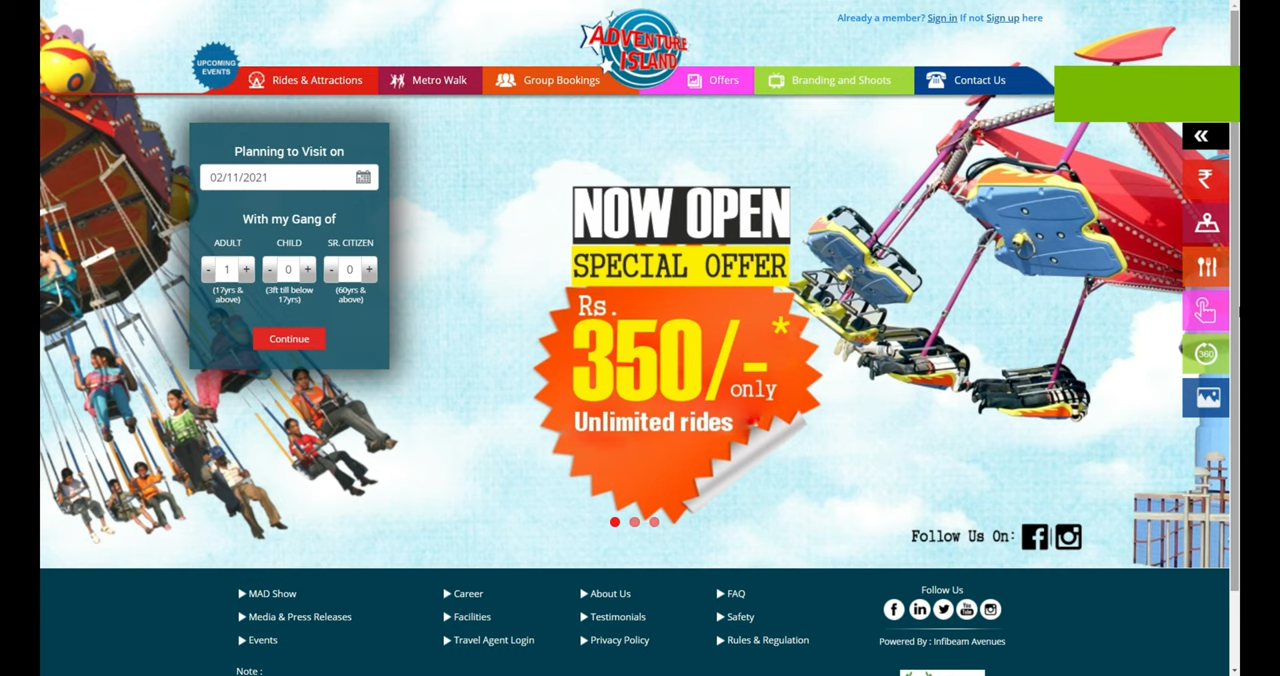 Already a member? Sign in If not Sign up here
ADVENTURE
ISLAND
UPCOMING
EVENTS
Rides & Attractions
Metro Walk
Group Bookings
Offers
Branding and Shoots
Contact Us
Planning to Visit on
02/11/2021
With my Gang of
ADULT CHILD SR. CITIZEN
- 1 + - 0 + - 0 +
(17yrs & above)
(3ft till below 17yrs)
(60yrs & above)
Continue
NOW OPEN
SPECIAL OFFER
Rs.
350/-*
only
Unlimited rides
«
₹
360
Follow Us On:
MAD Show
Media & Press Releases
Events
Career
Facilities
Travel Agent Login
About Us
Testimonials
Privacy Policy
FAQ
Safety
Rules & Regulation
Follow Us
You Tube
Powered By : Infibeam Avenues
Note :